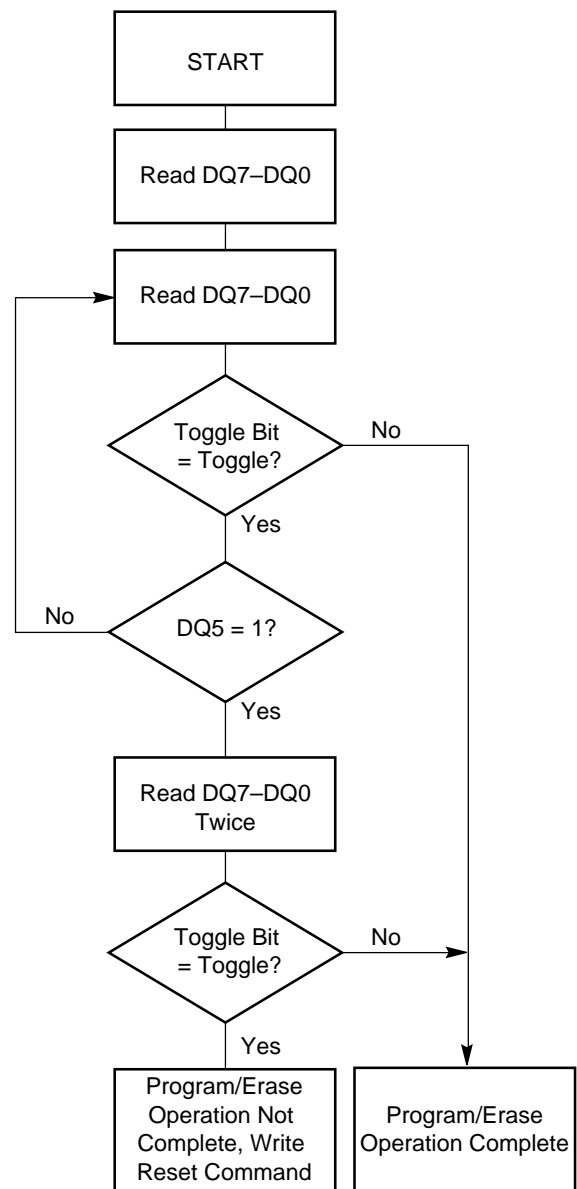 START
Read DQ7–DQ0
Read DQ7–DQ0
Toggle Bit
= Toggle?
No
Yes
No
DQ5 = 1?
Yes
Read DQ7–DQ0
Twice
Toggle Bit
= Toggle?
No
Yes
Program/Erase
Operation Not
Complete, Write
Reset Command
Program/Erase
Operation Complete